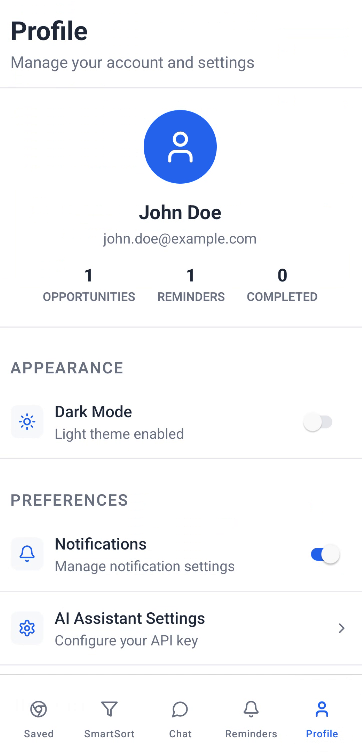 Profile
Manage your account and settings
John Doe
john.doe@example.com
1 1 0
OPPORTUNITIES REMINDERS COMPLETED
APPEARANCE
Dark Mode
Light theme enabled
PREFERENCES
Notifications
Manage notification settings
AI Assistant Settings
Configure your API key
Saved SmartSort Chat Reminders Profile